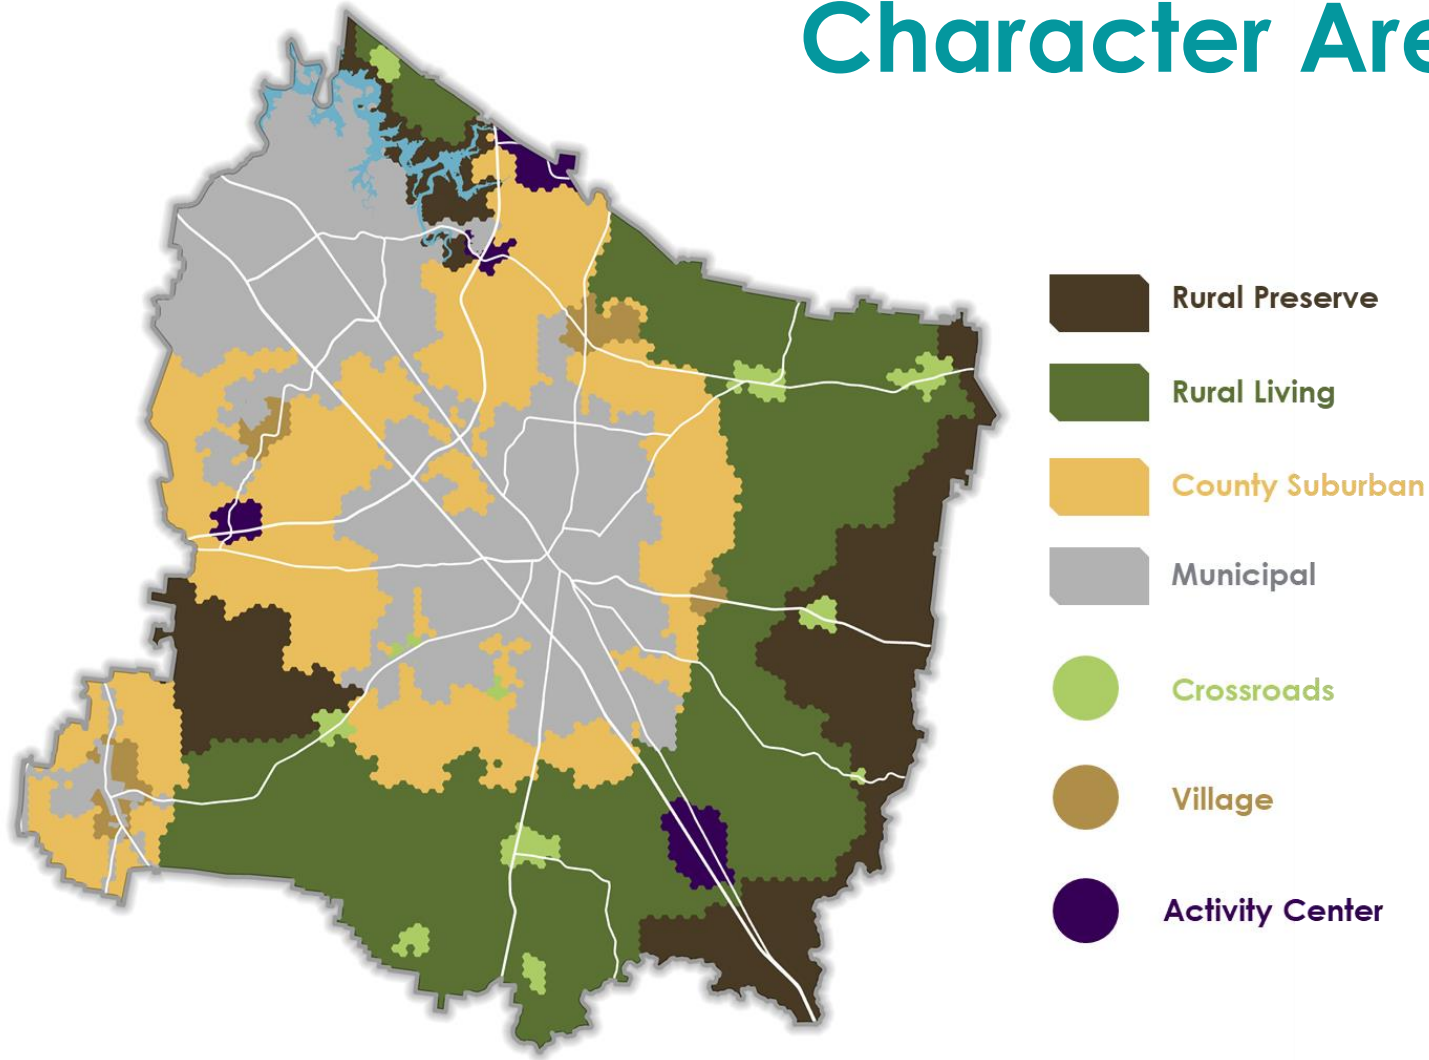 Character Are
Rural Preserve
Rural Living
County Suburban
Municipal
Crossroads
Village
Activity Center